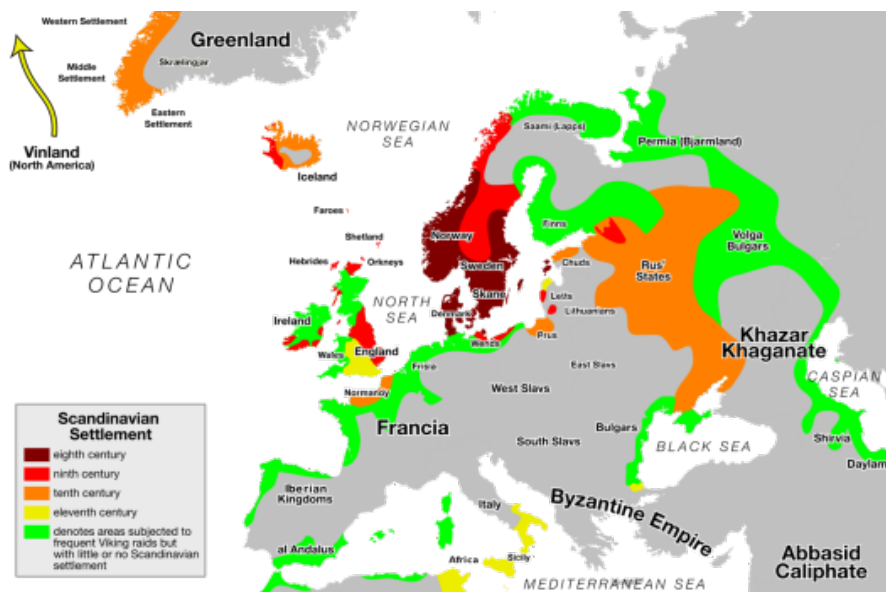 Western Settlement
Greenland
Middle
Settlement
Skrælingjar
Eastern
Settlement
Vinland
(North America)
NORWEGIAN
SEA
Iceland
Saami (Lapps)
Permia (Bjarmland)
Faroes
Shetland
Hebrides
Orkneys
Norway
Finns
Volga
Bulgars
ATLANTIC
OCEAN
Sweden
Chuds
Rus'
States
NORTH
SEA
Skane
Denmark
Letts
Lithuanians
Ireland
Wales
England
Wends
Prus
Khazar
Khaganate
Frisia
East Slavs
CASPIAN
SEA
Normandy
West Slavs
Francia
Bulgars
South Slavs
BLACK SEA
Shirvia
Daylam
Scandinavian
Settlement
eighth century
ninth century
tenth century
eleventh century
denotes areas subjected to
frequent Viking raids but
with little or no Scandinavian
settlement
Iberian
Kingdoms
Italy
Byzantine Empire
al Andalus
Africa
Sicily
Abbasid
Caliphate
MEDITERRANEAN SEA